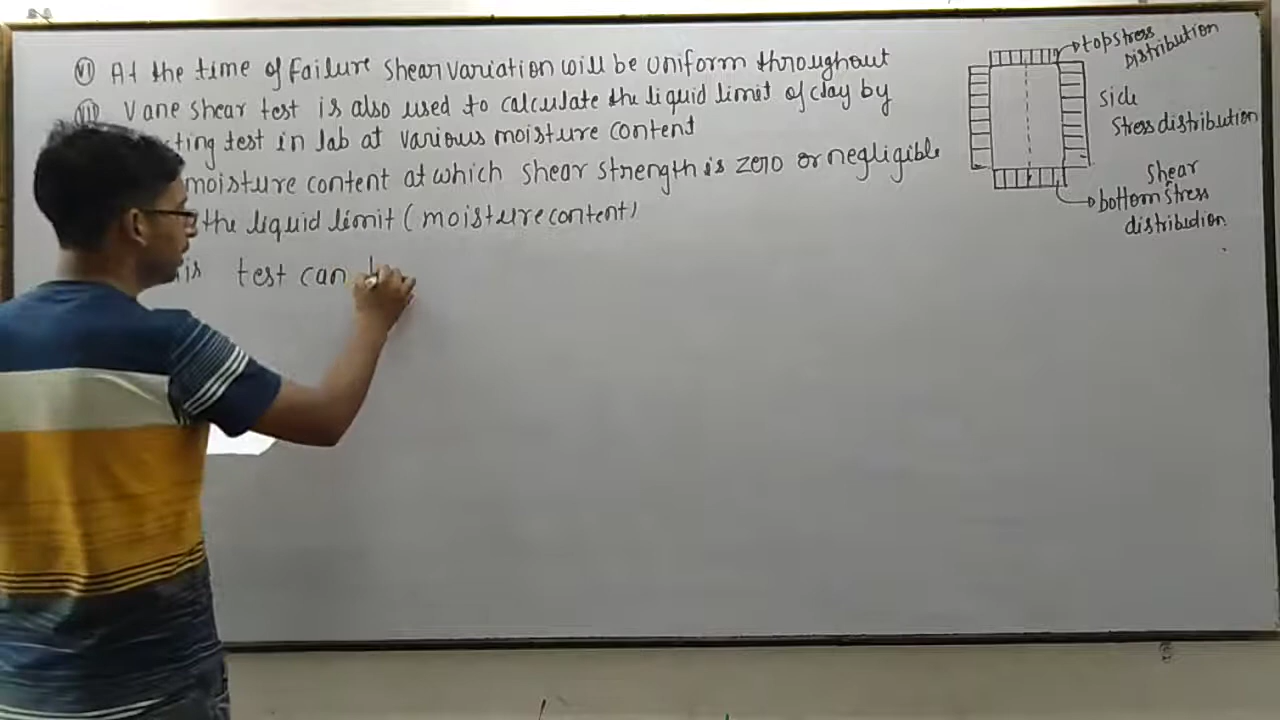 (VI) At the time of failure shear variation will be uniform throughout
(VII) Vane shear test is also used to calculate the liquid limit of clay by
ting test in lab at various moisture content
moisture content at which shear strength is zero or negligible
the liquid limit (moisture content)
is test can
top stress
Distribution
side
stress distribution
shear
bottom stress
distribution